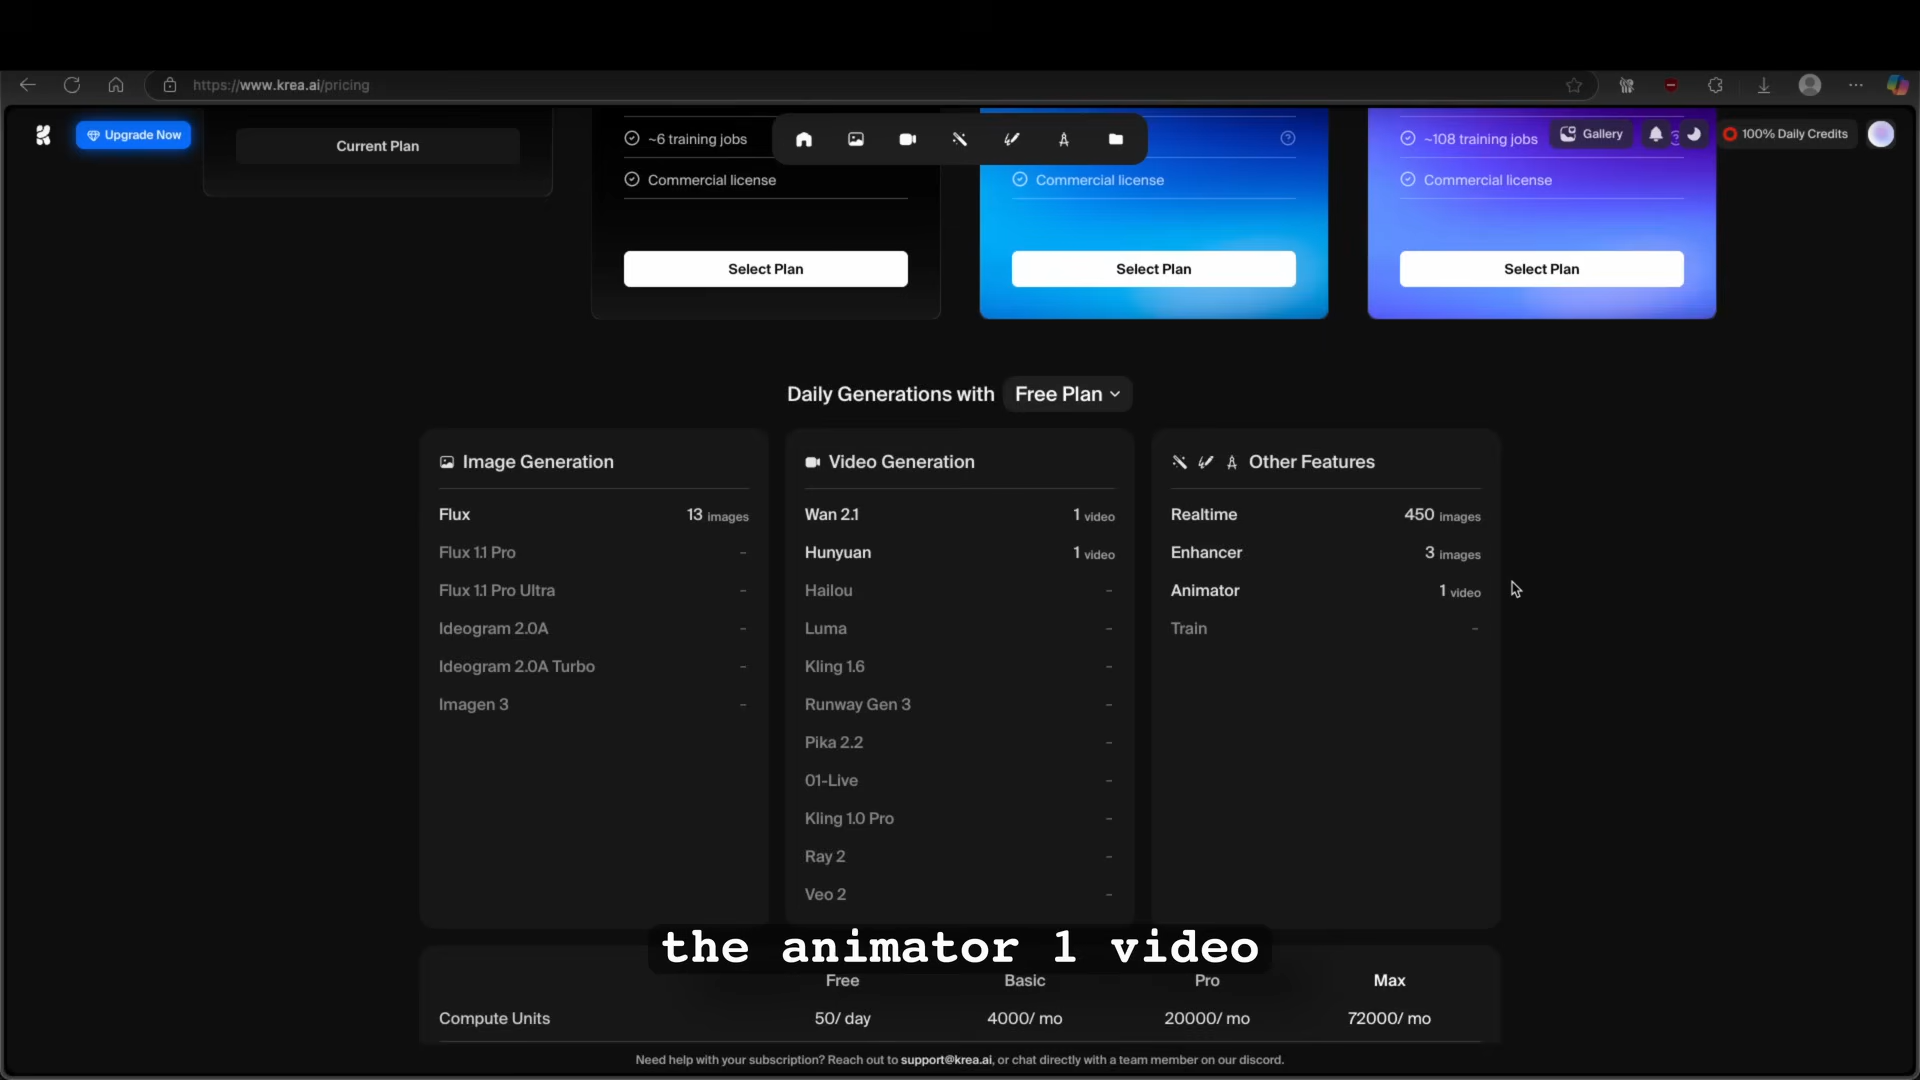 https://www.krea.ai/pricing
Upgrade Now
Current Plan
~6 training jobs
Commercial license
Select Plan
Commercial license
Select Plan
~108 training jobs
Commercial license
Select Plan
Gallery
100% Daily Credits
Daily Generations with Free Plan
Image Generation
Flux 13 images
Flux 1.1 Pro -
Flux 1.1 Pro Ultra -
Ideogram 2.0A -
Ideogram 2.0A Turbo -
Imagen 3 -
Video Generation
Wan 2.1 1 video
Hunyuan 1 video
Hailou -
Luma -
Kling 1.6 -
Runway Gen 3 -
Pika 2.2 -
01-Live -
Kling 1.0 Pro -
Ray 2 -
Veo 2 -
Other Features
Realtime 450 images
Enhancer 3 images
Animator 1 video
Train -
the animator 1 video
Free Basic Pro Max
Compute Units 50/ day 4000/ mo 20000/ mo 72000/ mo
Need help with your subscription? Reach out to support@krea.ai, or chat directly with a team member on our discord.